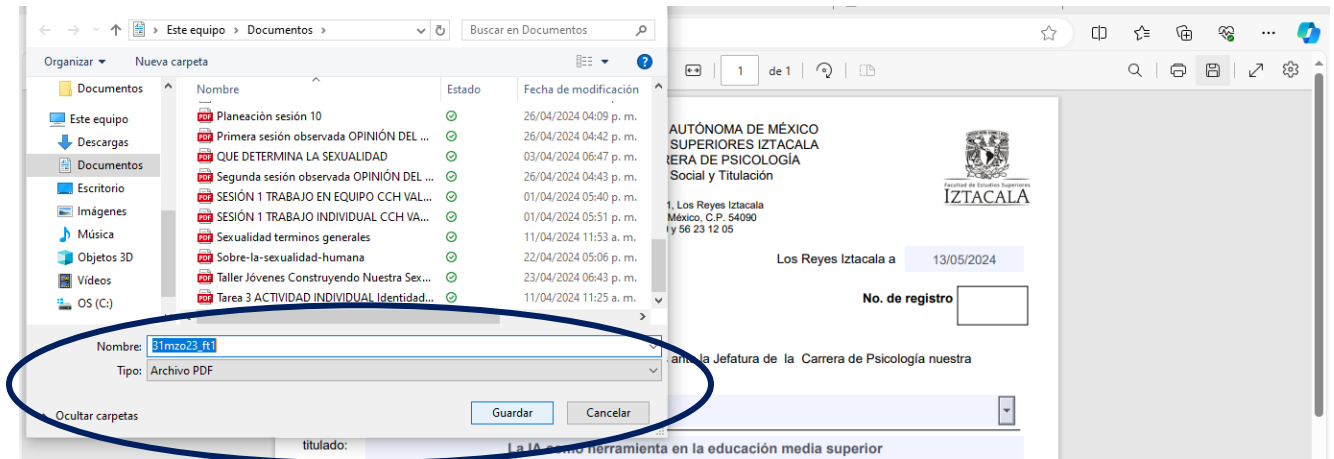 Este equipo > Documentos >
Buscar en Documentos
Organizar
Nueva carpeta
Documentos
Este equipo
Descargas
Documentos
Escritorio
Imágenes
Música
Objetos 3D
Vídeos
OS (C:)
Nombre Estado Fecha de modificación
Planeaciòn sesión 10 26/04/2024 04:09 p. m.
Primera sesión observada OPINIÓN DEL ... 26/04/2024 04:42 p. m.
QUE DETERMINA LA SEXUALIDAD 03/04/2024 06:47 p. m.
Segunda sesión observada OPINIÓN DEL ... 26/04/2024 04:43 p. m.
SESIÓN 1 TRABAJO EN EQUIPO CCH VAL... 01/04/2024 05:40 p. m.
SESIÓN 1 TRABAJO INDIVIDUAL CCH VA... 01/04/2024 05:51 p. m.
Sexualidad terminos generales 11/04/2024 11:53 a. m.
Sobre-la-sexualidad-humana 22/04/2024 05:06 p. m.
Taller Jóvenes Construyendo Nuestra Sex... 23/04/2024 06:43 p. m.
Tarea 3 ACTIVIDAD INDIVIDUAL Identidad... 11/04/2024 11:25 a. m.
Nombre: 31mzo23_ft1
Tipo: Archivo PDF
Ocultar carpetas
Guardar
Cancelar
1 de 1
AUTÓNOMA DE MÉXICO
SUPERIORES IZTACALA
RERA DE PSICOLOGÍA
Social y Titulación
1, Los Reyes Iztacala
México, C.P. 54090
y 56 23 12 05
Facultad de Estudios Superiores
IZTACALA
Los Reyes Iztacala a 13/05/2024
No. de registro
ante la Jefatura de la Carrera de Psicología nuestra
titulado: La IA como herramienta en la educación media superior